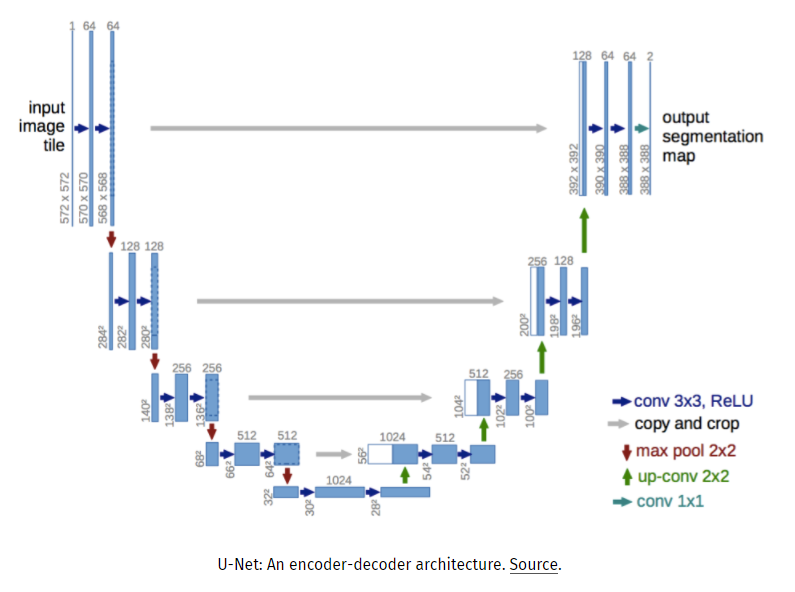 1 64 64
input
image
tile
572 x 572
570 x 570
568 x 568
128 64 64 2
output
segmentation
map
392 x 392
390 x 390
388 x 388
388 x 388
128 128
284²
282²
280²
256 128
200²
198²
196²
256 256
140²
138²
136²
512 256
104²
102²
100²
512 512
68²
66²
64²
1024 512
56²
54²
52²
1024
32²
30²
28²
conv 3x3, ReLU
copy and crop
max pool 2x2
up-conv 2x2
conv 1x1
U-Net: An encoder-decoder architecture. Source.